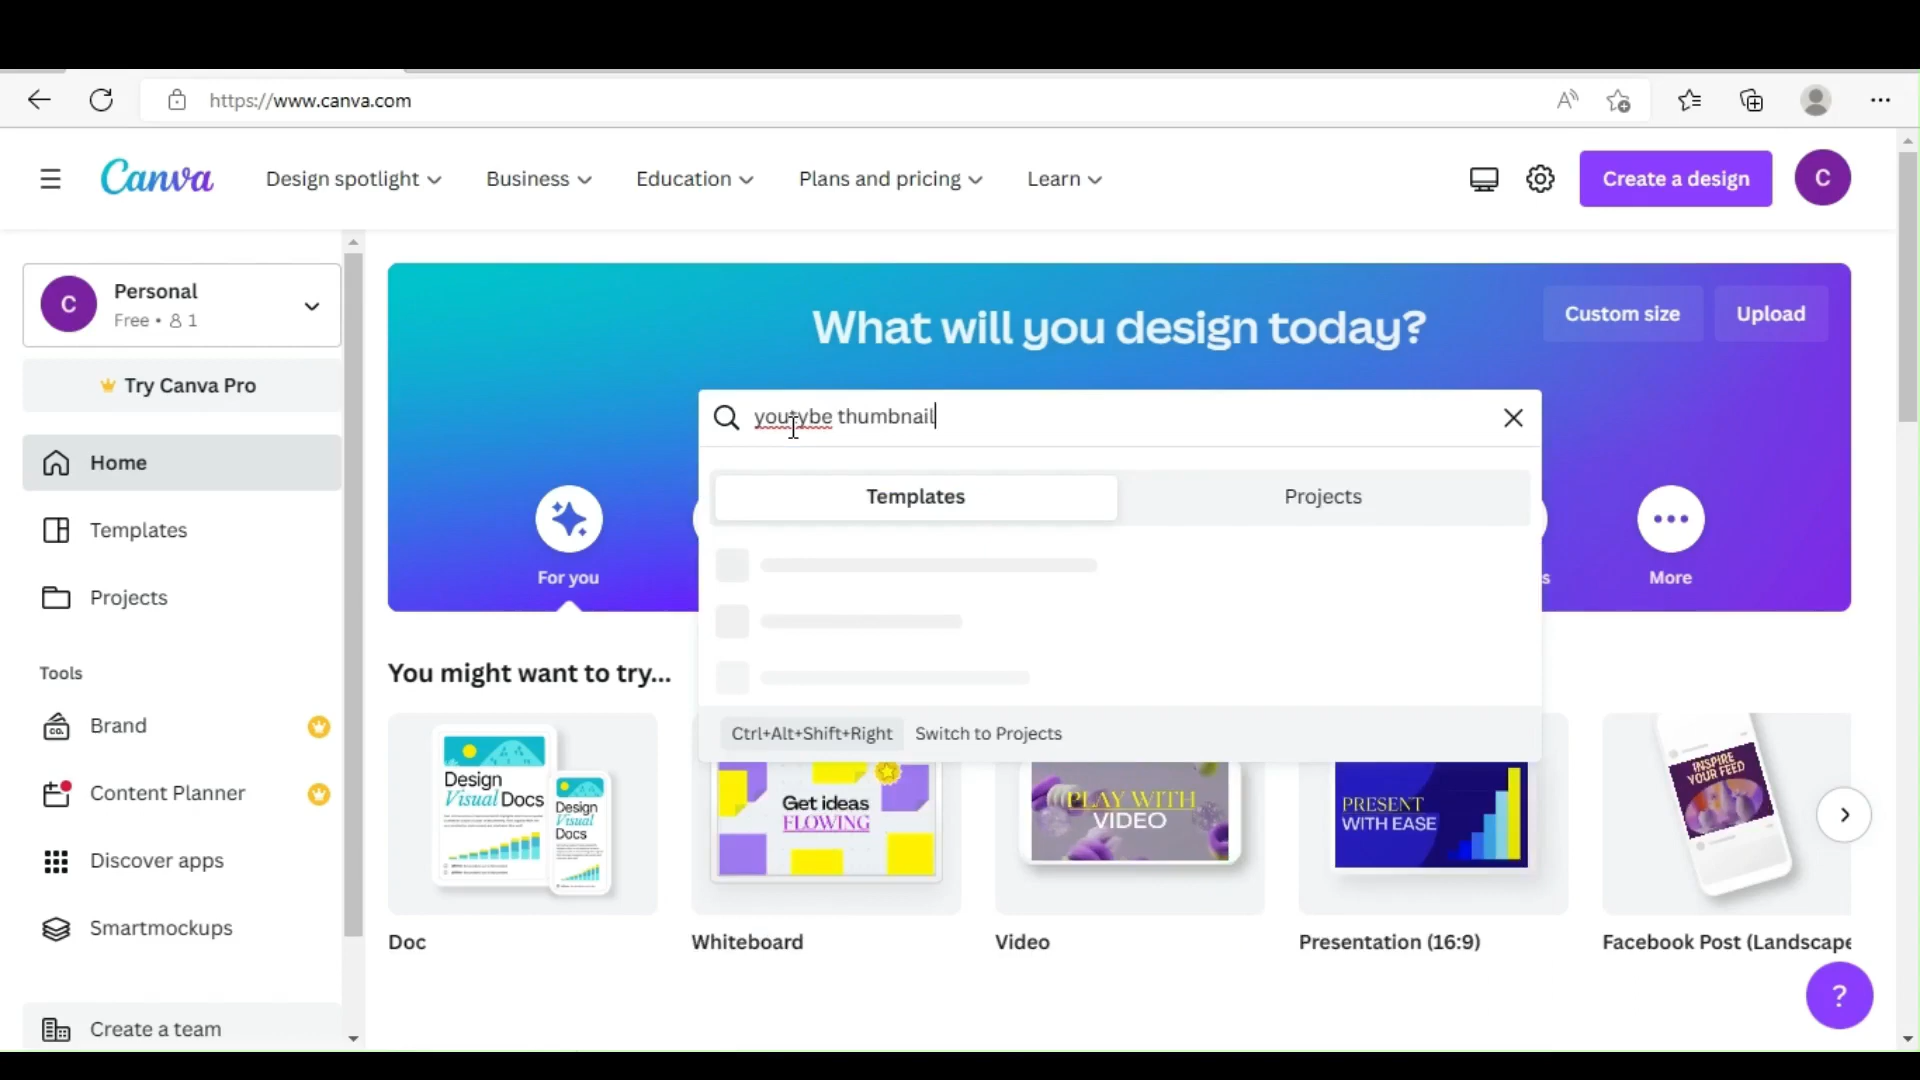 https://www.canva.com
Canva
Design spotlight
Business
Education
Plans and pricing
Learn
Create a design
C
C
Personal
Free • 1
Try Canva Pro
Home
Templates
Projects
Tools
Brand
Content Planner
Discover apps
Smartmockups
Create a team
What will you design today?
Custom size
Upload
youtybe thumbnail
Templates
Projects
For you
s
More
Ctrl+Alt+Shift+Right Switch to Projects
You might want to try...
Design
Visual Docs
Design
Visual
Docs
Get ideas
FLOWING
PLAY WITH
VIDEO
PRESENT
WITH EASE
INSPIRE
YOUR FEED
Doc
Whiteboard
Video
Presentation (16:9)
Facebook Post (Landscape
?